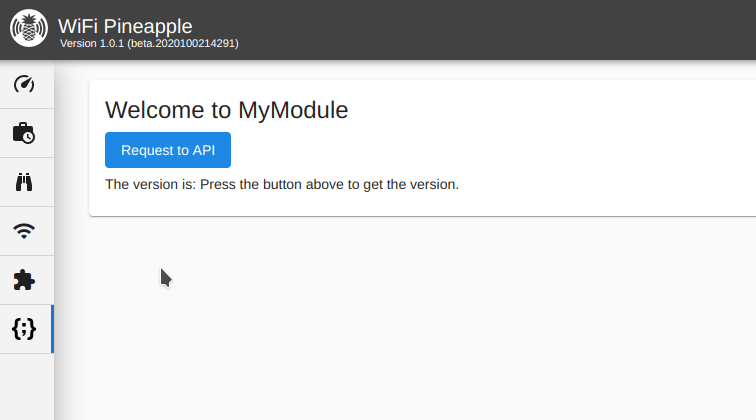 WiFi Pineapple
Version 1.0.1 (beta.2020100214291)
Welcome to MyModule
Request to API
The version is: Press the button above to get the version.
{;}